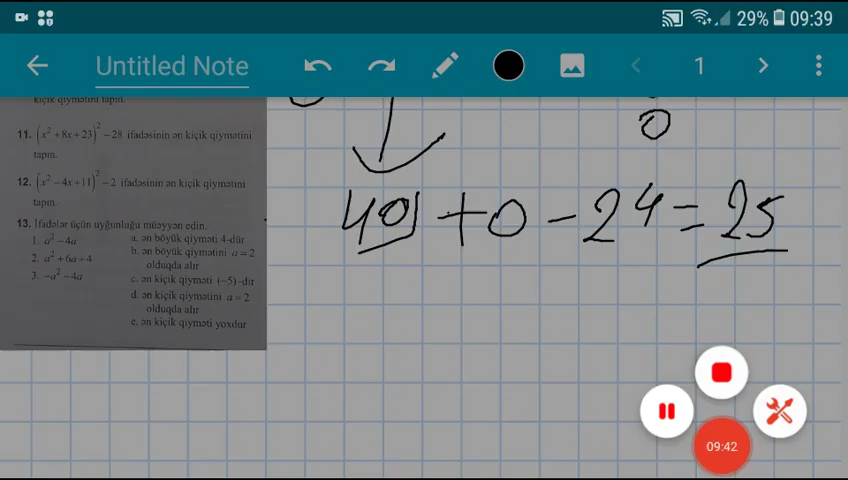 29% 09:39
Untitled Note
1
kiçik qiymətini tapın.
11. (x² +8x+23)² −28 ifadəsinin ən kiçik qiymətini
tapın.
12. (x² −4x+11)² −2 ifadəsinin ən kiçik qiymətini
tapın.
13. İfadələr üçün uyğunluğu müəyyən edin.
1. a² −4a
2. a² +6a+4
3. −a² −4a
a. ən böyük qiyməti 4-dür
b. ən böyük qiymətini a = 2
olduqda alır
c. ən kiçik qiyməti (−5) -dir
d. ən kiçik qiymətini a = 2
olduqda alır
e. ən kiçik qiyməti yoxdur
0
49 + 0 − 24 = 25
09:42